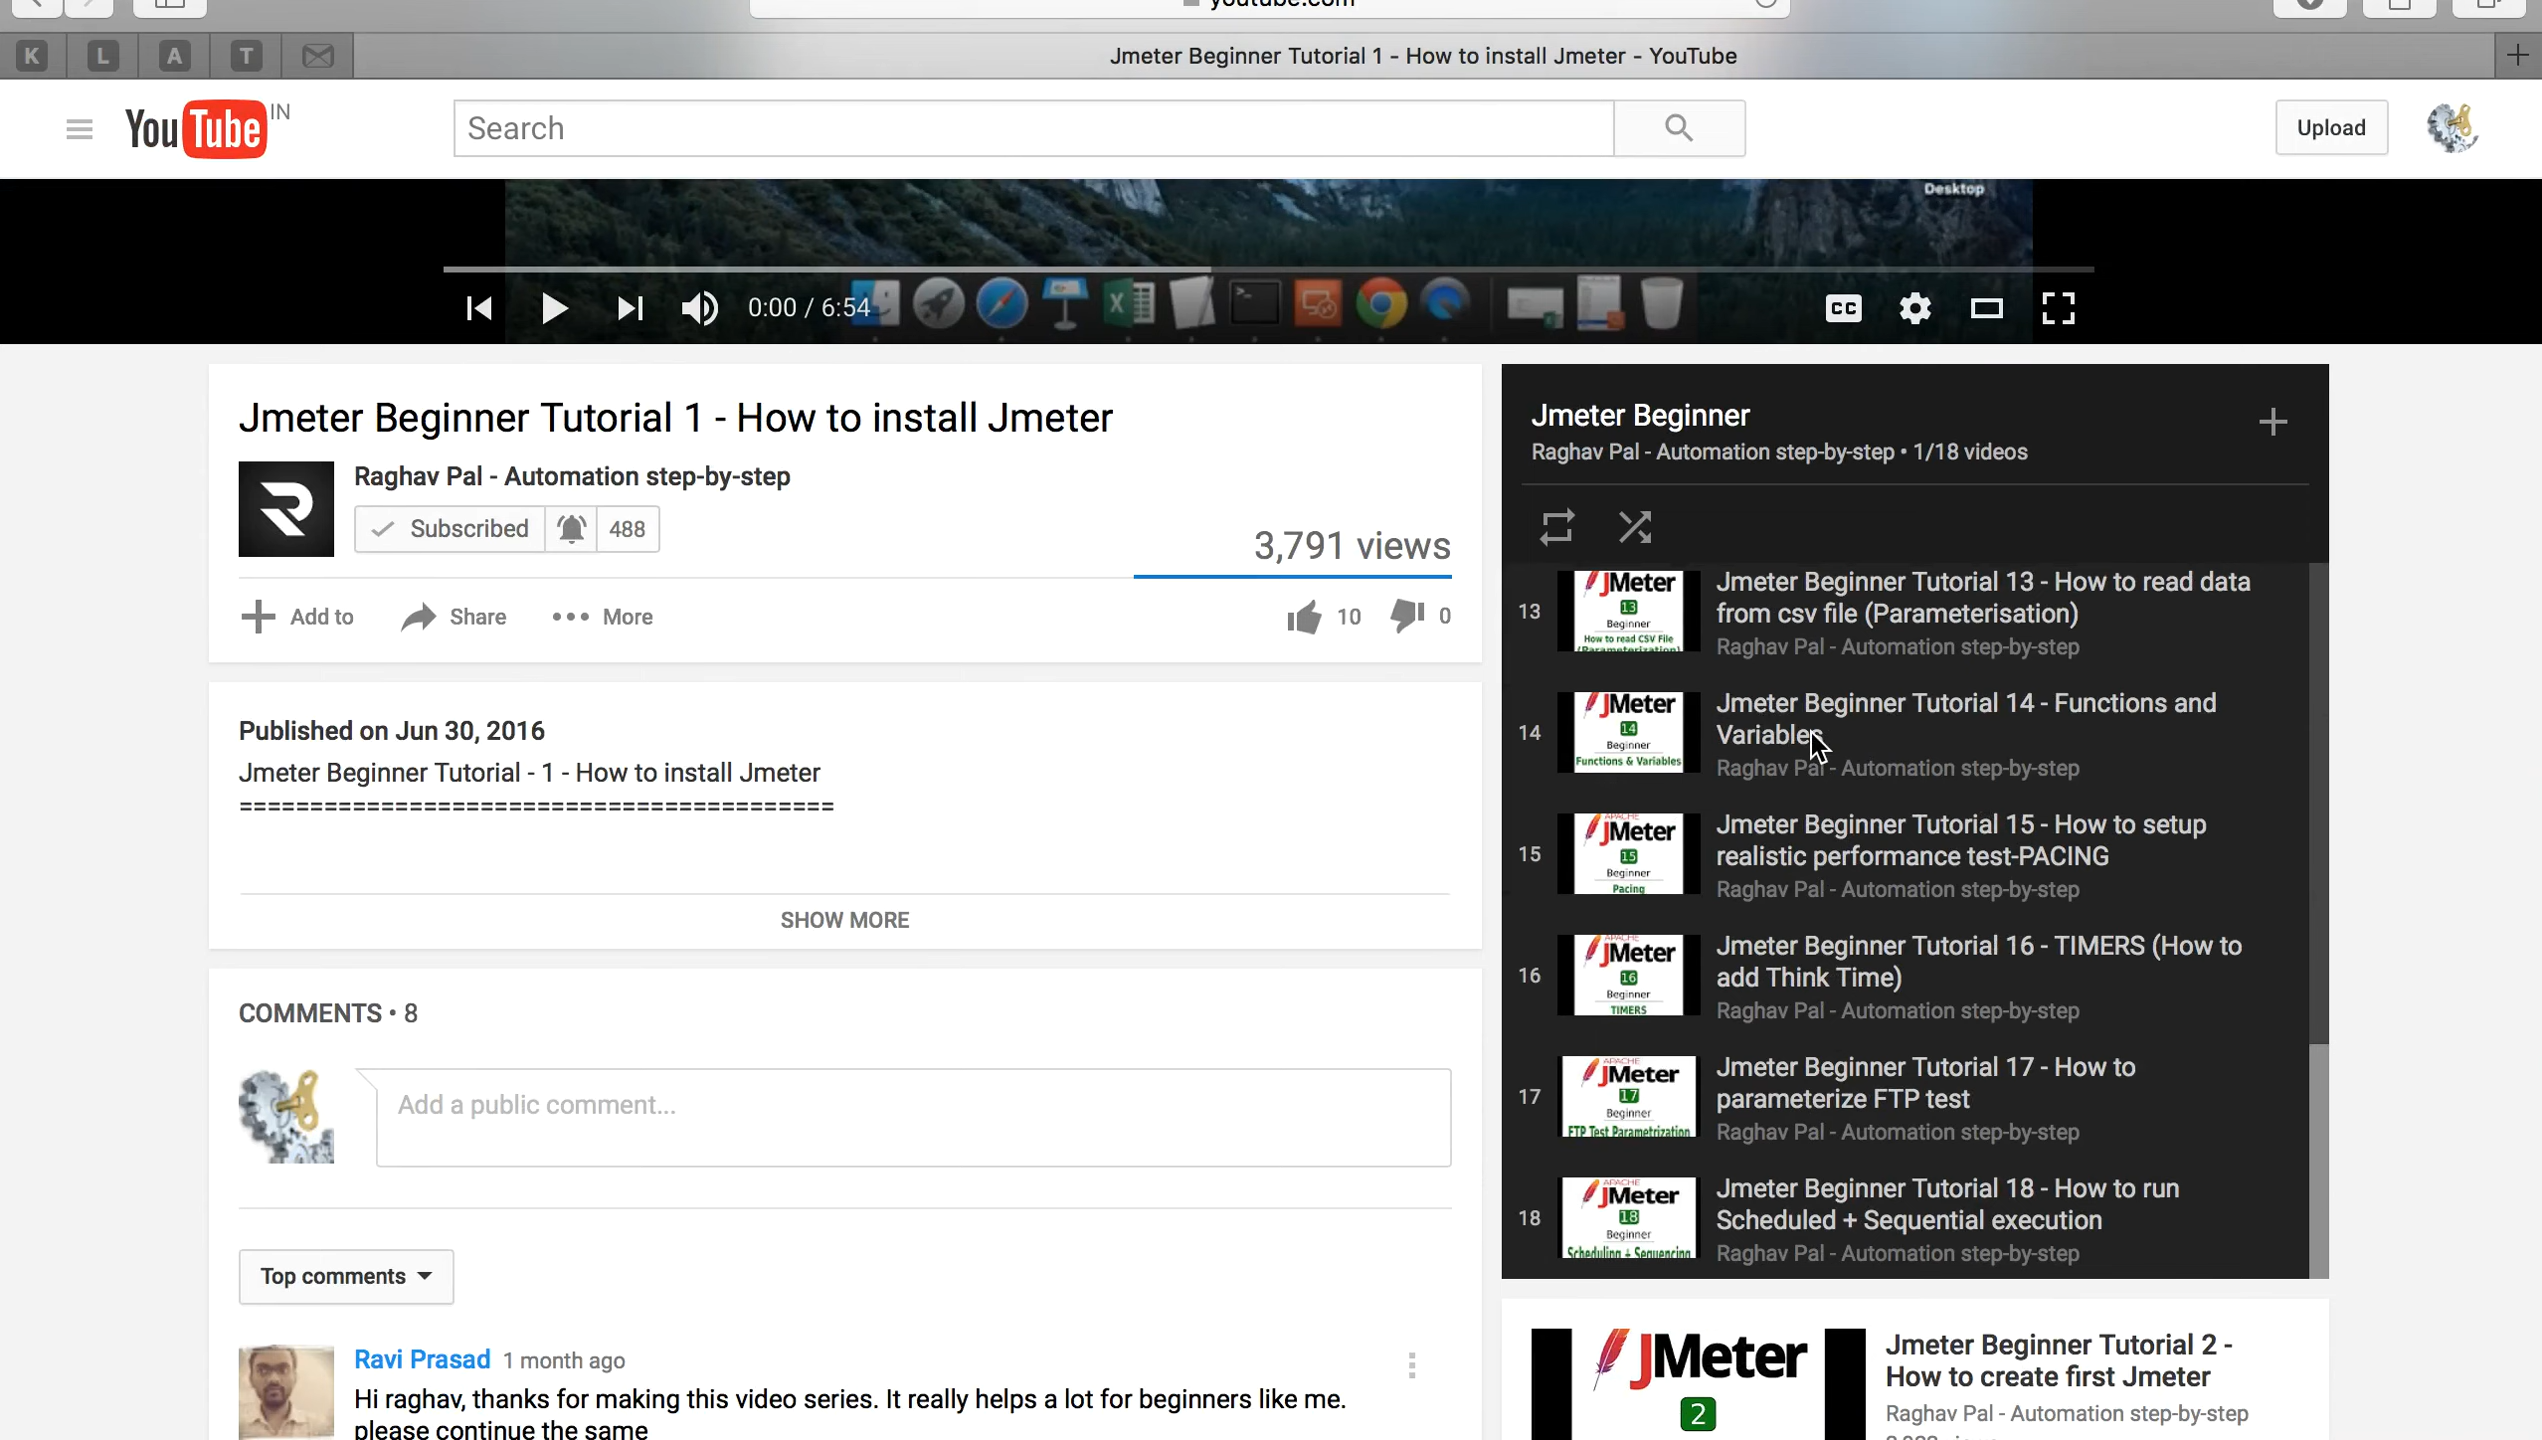 youtube.com
K L A T
Jmeter Beginner Tutorial 1 - How to install Jmeter - YouTube
YouTube IN
Search
Upload
Desktop
0:00 / 6:54
CC
Jmeter Beginner Tutorial 1 - How to install Jmeter
Raghav Pal - Automation step-by-step
Subscribed 488
3,791 views
Add to Share More
10 0
Published on Jun 30, 2016
Jmeter Beginner Tutorial - 1 - How to install Jmeter
==========================================
SHOW MORE
COMMENTS • 8
Add a public comment...
Top comments
Ravi Prasad 1 month ago
Hi raghav, thanks for making this video series. It really helps a lot for beginners like me.
please continue the same
Jmeter Beginner
Raghav Pal - Automation step-by-step • 1/18 videos
13
JMeter
13
Beginner
How to read CSV File
(Parameterization)
Jmeter Beginner Tutorial 13 - How to read data
from csv file (Parameterisation)
Raghav Pal - Automation step-by-step
14
JMeter
14
Beginner
Functions & Variables
Jmeter Beginner Tutorial 14 - Functions and
Variables
Raghav Pal - Automation step-by-step
15
APACHE
JMeter
15
Beginner
Pacing
Jmeter Beginner Tutorial 15 - How to setup
realistic performance test-PACING
Raghav Pal - Automation step-by-step
16
APACHE
JMeter
16
Beginner
TIMERS
Jmeter Beginner Tutorial 16 - TIMERS (How to
add Think Time)
Raghav Pal - Automation step-by-step
17
APACHE
JMeter
17
Beginner
FTP Test Parametrization
Jmeter Beginner Tutorial 17 - How to
parameterize FTP test
Raghav Pal - Automation step-by-step
18
APACHE
JMeter
18
Beginner
Scheduling + Sequencing
Jmeter Beginner Tutorial 18 - How to run
Scheduled + Sequential execution
Raghav Pal - Automation step-by-step
JMeter
2
Jmeter Beginner Tutorial 2 -
How to create first Jmeter
Raghav Pal - Automation step-by-step